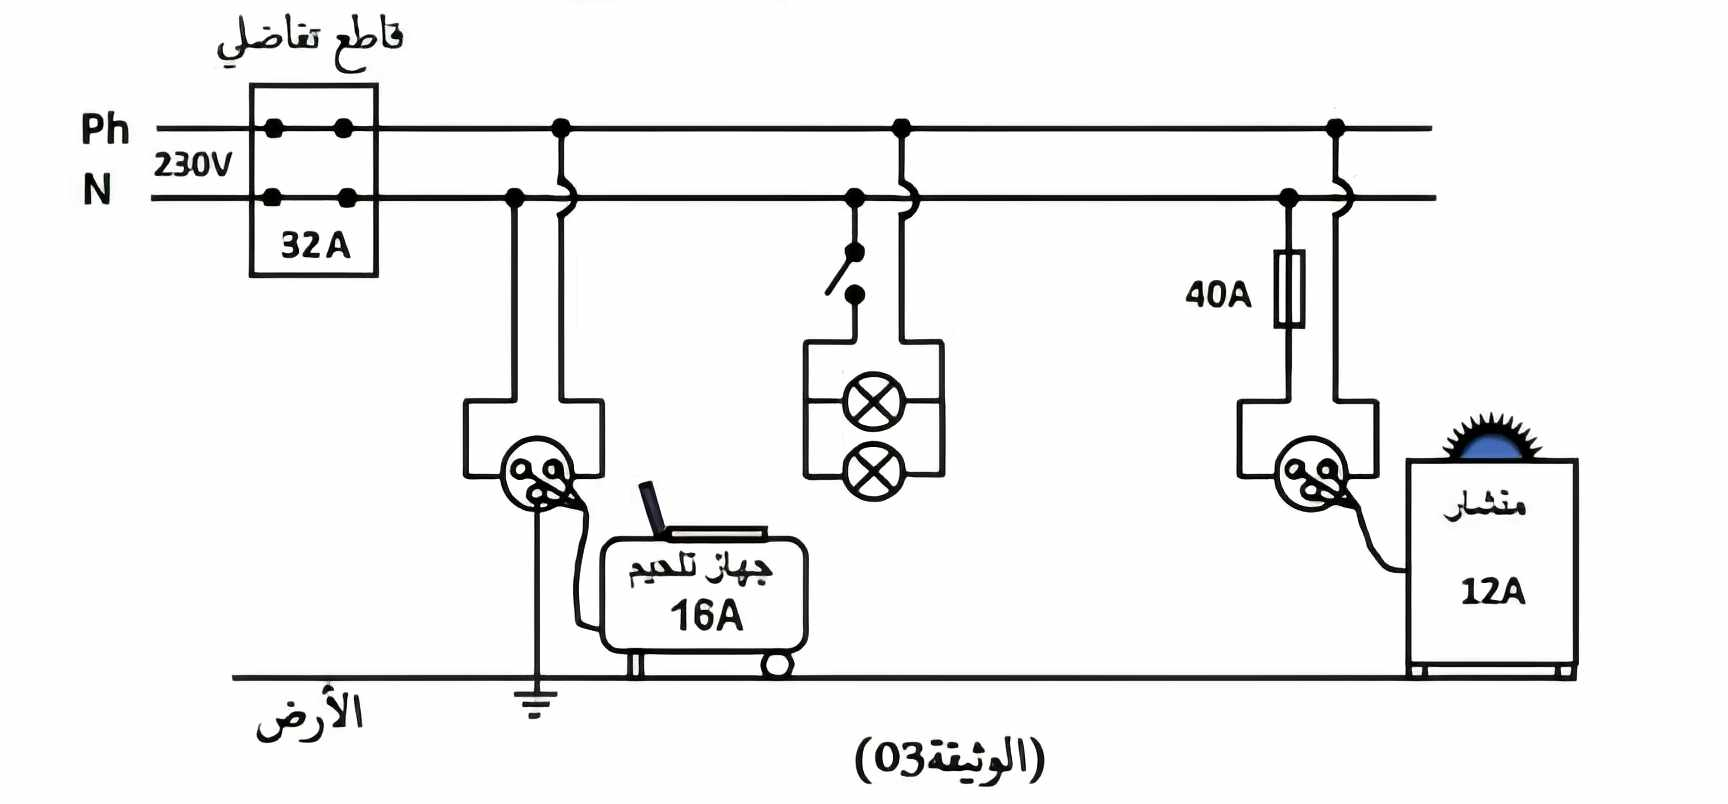 قاطع تفاضلي
Ph
230V
N
32A
40A
منشار
12A
جهاز تلحيم
16A
الأرض
(الوثيقة03)